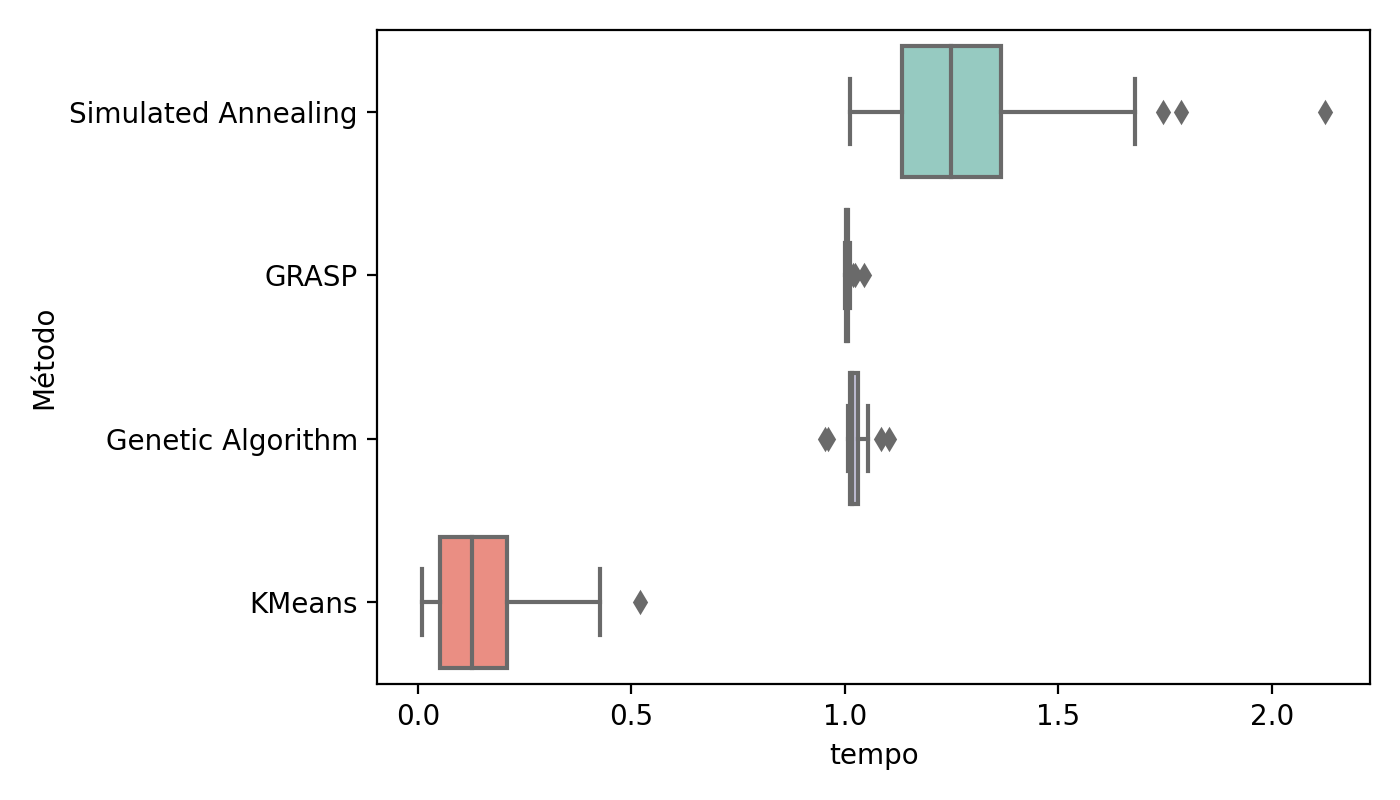 Simulated Annealing
GRASP
Genetic Algorithm
KMeans
Método
0.0 0.5 1.0 1.5 2.0
tempo